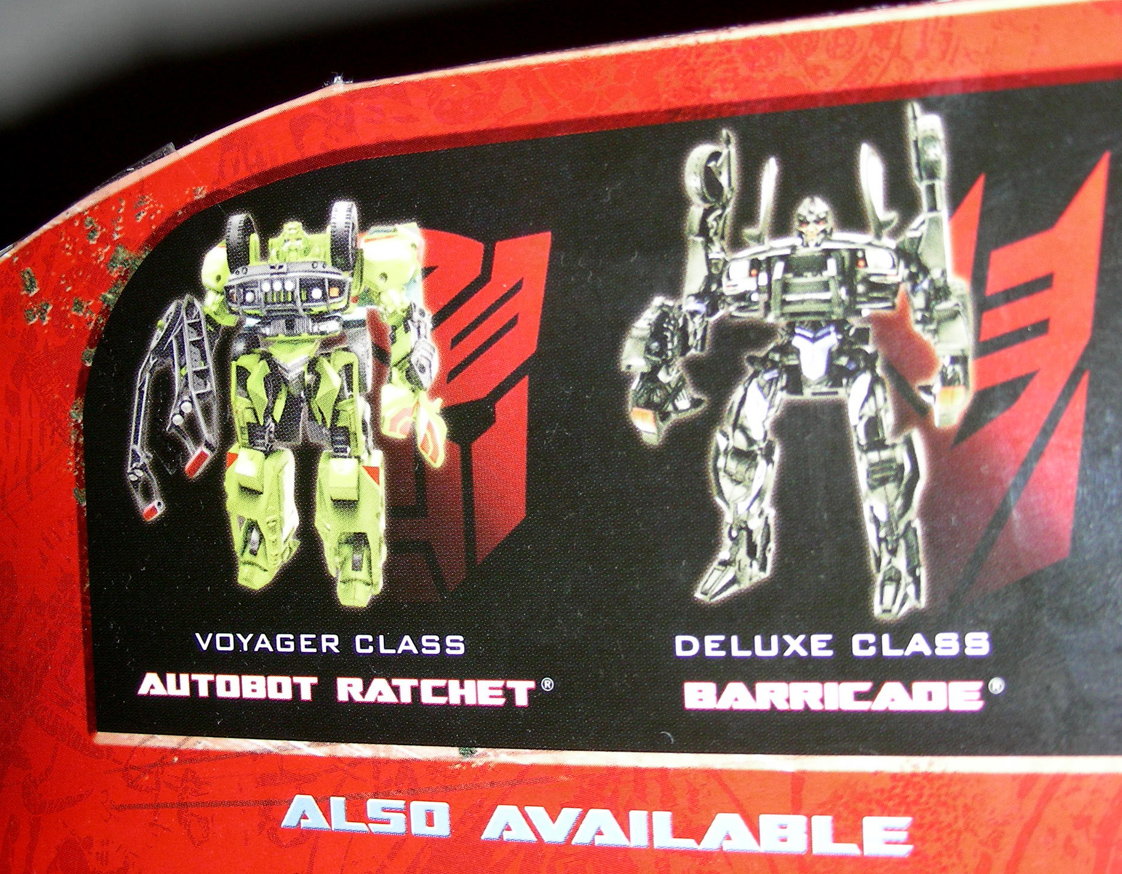 VOYAGER CLASS
AUTOBOT RATCHET®
DELUXE CLASS
BARRICADE®
ALSO AVAILABLE